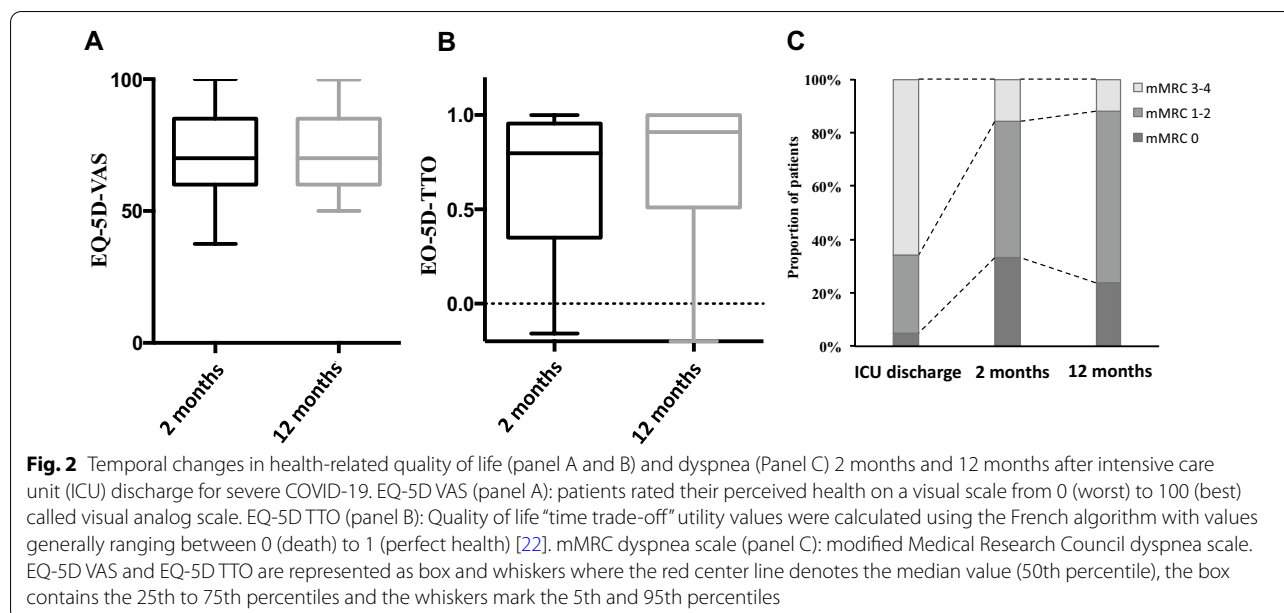 A
B
C
EQ-5D-VAS
100
50
0
2 months
12 months
EO-5D-TTO
1.0
0.5
0.0
2 months
12 months
Proportion of patients
100%
80%
60%
40%
20%
0%
ICU discharge 2 months 12 months
mMRC 3-4
mMRC 1-2
mMRC 0
Fig. 2 Temporal changes in health-related quality of life (panel A and B) and dyspnea (Panel C) 2 months and 12 months after intensive care
unit (ICU) discharge for severe COVID-19. EQ-5D VAS (panel A): patients rated their perceived health on a visual scale from 0 (worst) to 100 (best)
called visual analog scale. EQ-5D TTO (panel B): Quality of life “time trade-off” utility values were calculated using the French algorithm with values
generally ranging between 0 (death) to 1 (perfect health) [22]. mMRC dyspnea scale (panel C): modified Medical Research Council dyspnea scale.
EQ-5D VAS and EQ-5D TTO are represented as box and whiskers where the red center line denotes the median value (50th percentile), the box
contains the 25th to 75th percentiles and the whiskers mark the 5th and 95th percentiles